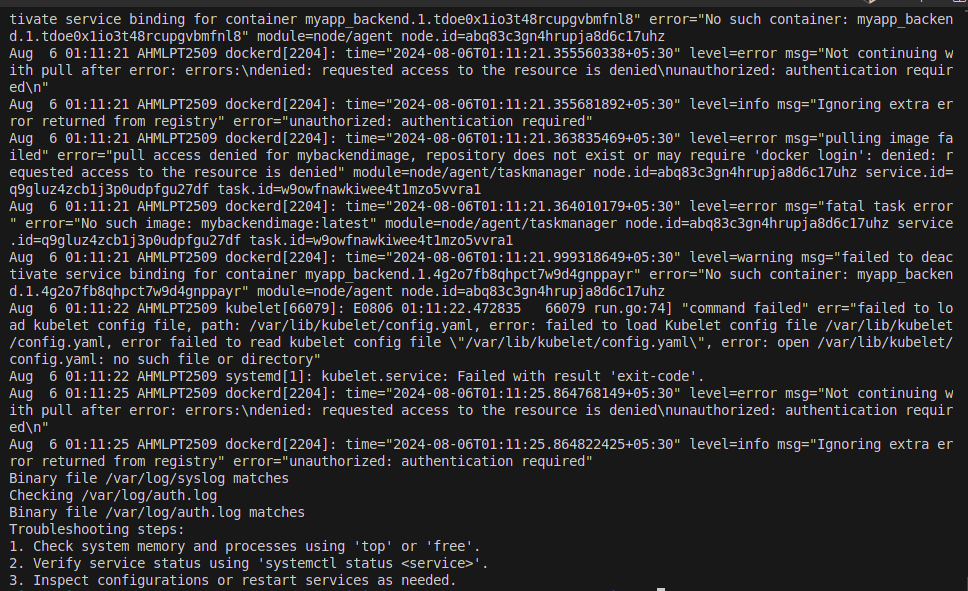 tivate service binding for container myapp_backend.1.tdoe0x1io3t48rcupgvbmfnl8" error="No such container: myapp_backen
d.1.tdoe0x1io3t48rcupgvbmfnl8" module=node/agent node.id=abq83c3gn4hrupja8d6c17uhz
Aug  6 01:11:21 AHMLPT2509 dockerd[2204]: time="2024-08-06T01:11:21.355560338+05:30" level=error msg="Not continuing w
ith pull after error: errors:\ndenied: requested access to the resource is denied\nunauthorized: authentication requir
ed\n"
Aug  6 01:11:21 AHMLPT2509 dockerd[2204]: time="2024-08-06T01:11:21.355681892+05:30" level=info msg="Ignoring extra er
ror returned from registry" error="unauthorized: authentication required"
Aug  6 01:11:21 AHMLPT2509 dockerd[2204]: time="2024-08-06T01:11:21.363835469+05:30" level=error msg="pulling image fa
iled" error="pull access denied for mybackendimage, repository does not exist or may require 'docker login': denied: r
equested access to the resource is denied" module=node/agent/taskmanager node.id=abq83c3gn4hrupja8d6c17uhz service.id=
q9gluz4zcb1j3p0udpfgu27df task.id=w9owfnawkiwee4t1mzo5vvra1
Aug  6 01:11:21 AHMLPT2509 dockerd[2204]: time="2024-08-06T01:11:21.364010179+05:30" level=error msg="fatal task error
" error="No such image: mybackendimage:latest" module=node/agent/taskmanager node.id=abq83c3gn4hrupja8d6c17uhz service
.id=q9gluz4zcb1j3p0udpfgu27df task.id=w9owfnawkiwee4t1mzo5vvra1
Aug  6 01:11:21 AHMLPT2509 dockerd[2204]: time="2024-08-06T01:11:21.999318649+05:30" level=warning msg="failed to deac
tivate service binding for container myapp_backend.1.4g2o7fb8qhpct7w9d4gnppayr" error="No such container: myapp_backen
d.1.4g2o7fb8qhpct7w9d4gnppayr" module=node/agent node.id=abq83c3gn4hrupja8d6c17uhz
Aug  6 01:11:22 AHMLPT2509 kubelet[66079]: E0806 01:11:22.472835   66079 run.go:74] "command failed" err="failed to lo
ad kubelet config file, path: /var/lib/kubelet/config.yaml, error: failed to load Kubelet config file /var/lib/kubelet
/config.yaml, error failed to read kubelet config file \"/var/lib/kubelet/config.yaml\", error: open /var/lib/kubelet/
config.yaml: no such file or directory"
Aug  6 01:11:22 AHMLPT2509 systemd[1]: kubelet.service: Failed with result 'exit-code'.
Aug  6 01:11:25 AHMLPT2509 dockerd[2204]: time="2024-08-06T01:11:25.864768149+05:30" level=error msg="Not continuing w
ith pull after error: errors:\ndenied: requested access to the resource is denied\nunauthorized: authentication requir
ed\n"
Aug  6 01:11:25 AHMLPT2509 dockerd[2204]: time="2024-08-06T01:11:25.864822425+05:30" level=info msg="Ignoring extra er
ror returned from registry" error="unauthorized: authentication required"
Binary file /var/log/syslog matches
Checking /var/log/auth.log
Binary file /var/log/auth.log matches
Troubleshooting steps:
1. Check system memory and processes using 'top' or 'free'.
2. Verify service status using 'systemctl status <service>'.
3. Inspect configurations or restart services as needed.